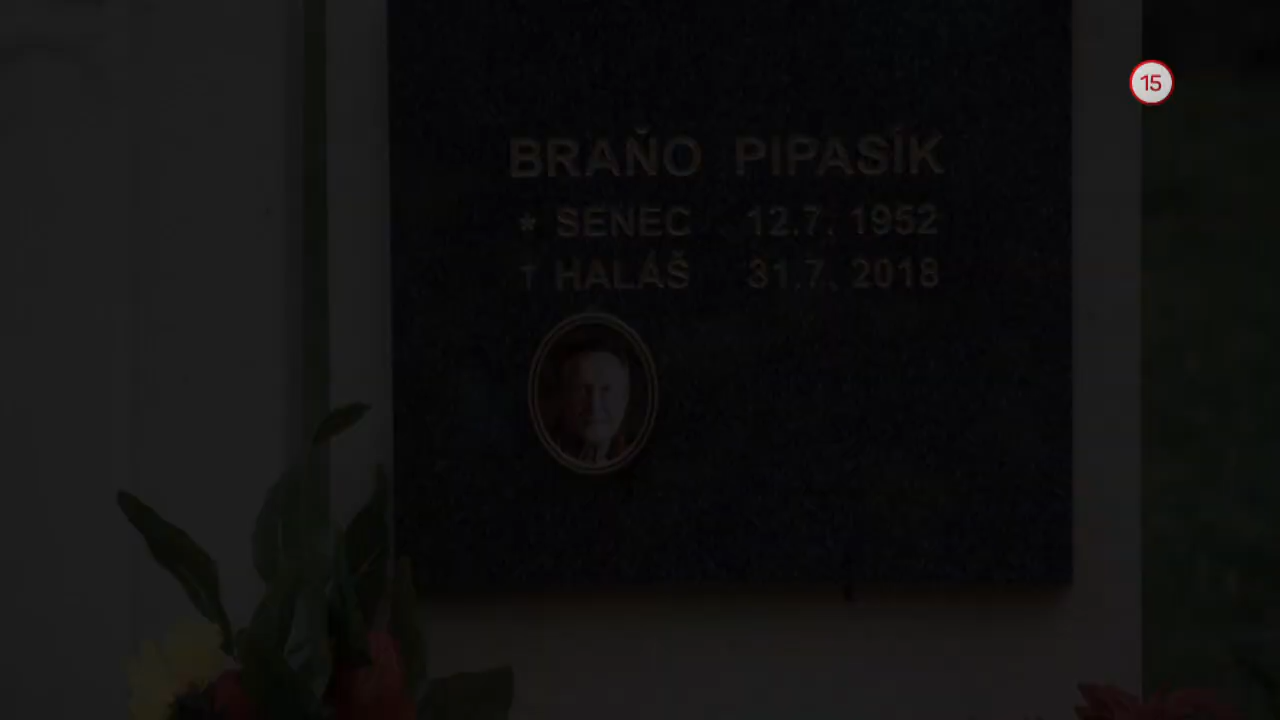 15
BRAŇO PIPASÍK
* SENEC 12.7. 1952
† HALÁŠ 31.7. 2018